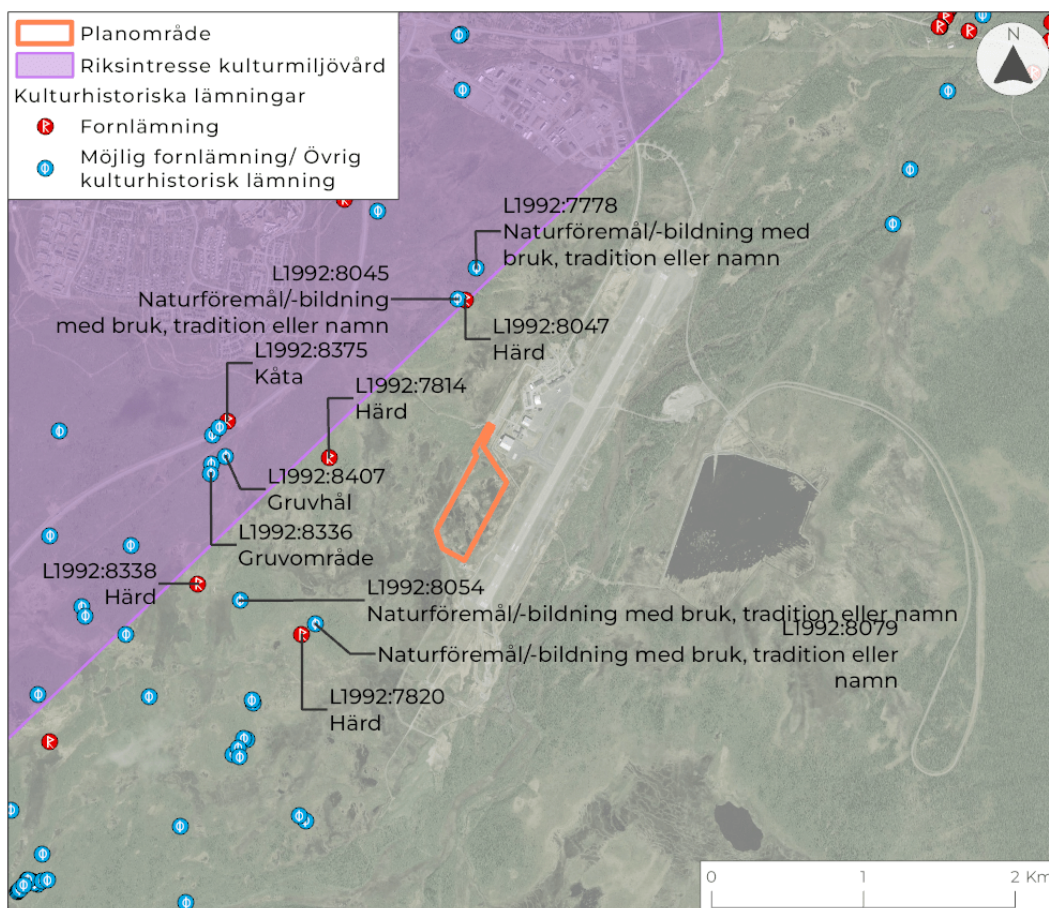 Planområde
Riksintresse kulturmiljövård
Kulturhistoriska lämningar
Fornlämning
Möjlig fornlämning/ Övrig
kulturhistorisk lämning
N
L1992:7778
Naturföremål/-bildning med
bruk, tradition eller namn
L1992:8045
Naturföremål/-bildning
med bruk, tradition eller namn
L1992:8047
Härd
L1992:8375
Kåta
L1992:7814
Härd
L1992:8407
Gruvhål
L1992:8336
Gruvområde
L1992:8338
Härd
L1992:8054
Naturföremål/-bildning med bruk, tradition eller namn
L1992:8079
Naturföremål/-bildning med bruk, tradition eller
namn
L1992:7820
Härd
0 1 2 Km